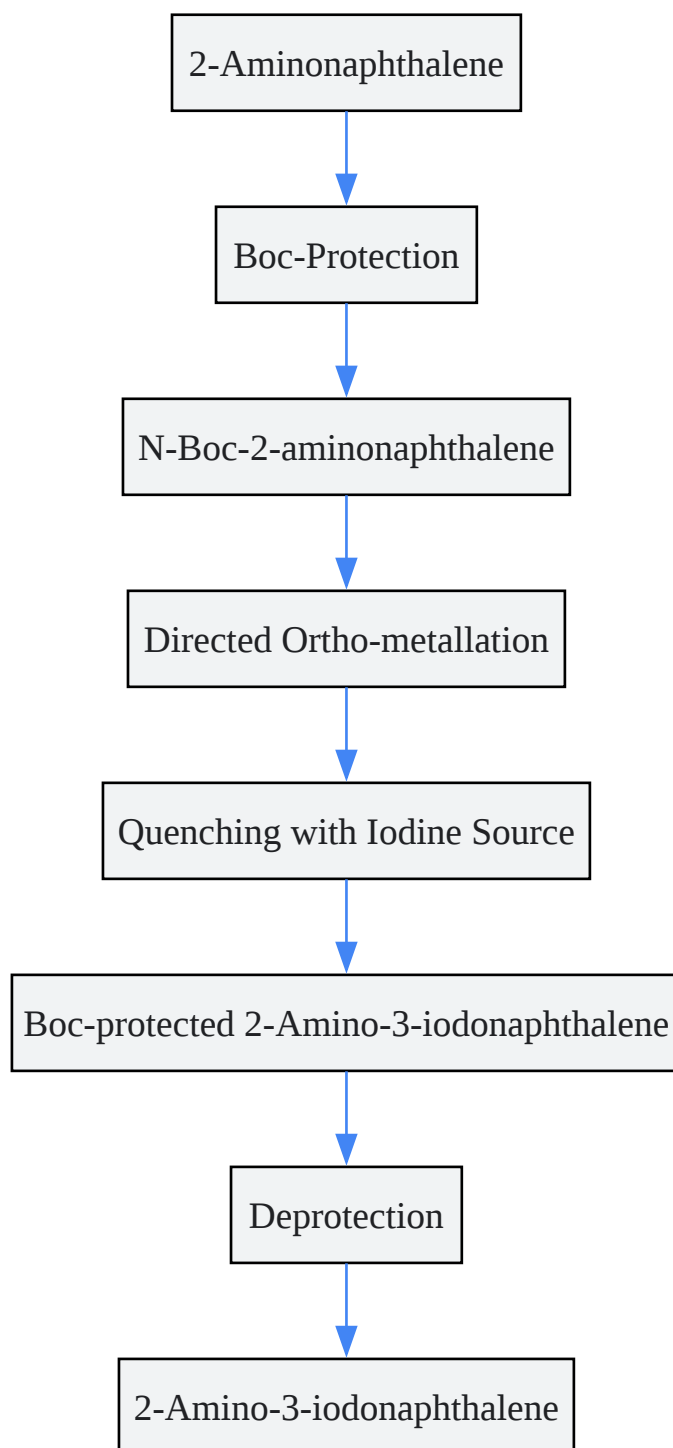 2-Aminonaphthalene
Boc-Protection
N-Boc-2-aminonaphthalene
Directed Ortho-metallation
Quenching with Iodine Source
Boc-protected 2-Amino-3-iodonaphthalene
Deprotection
2-Amino-3-iodonaphthalene